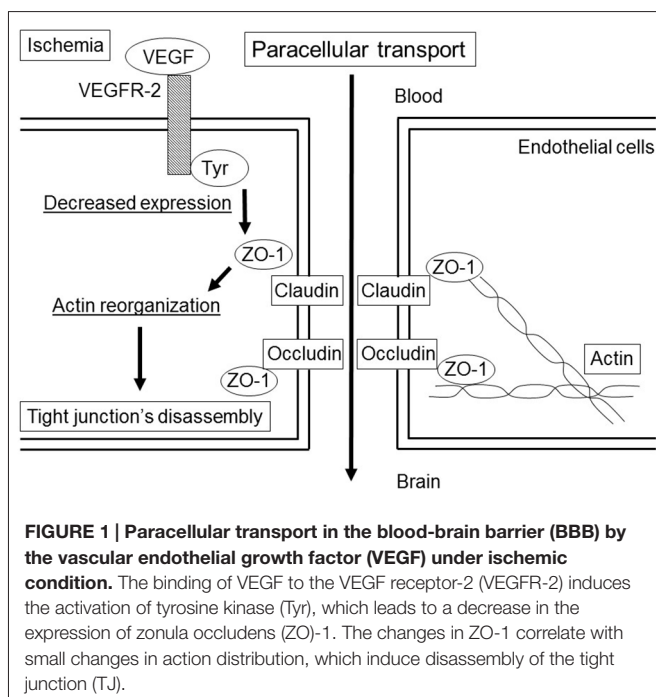 Ischemia
VEGF
Paracellular transport
VEGFR-2
Blood
Endothelial cells
Tyr
Decreased expression
ZO-1
ZO-1
Claudin
Claudin
Actin reorganization
Occludin
Occludin
Actin
ZO-1
ZO-1
Tight junction's disassembly
Brain
FIGURE 1 | Paracellular transport in the blood-brain barrier (BBB) by
the vascular endothelial growth factor (VEGF) under ischemic
condition. The binding of VEGF to the VEGF receptor-2 (VEGFR-2) induces
the activation of tyrosine kinase (Tyr), which leads to a decrease in the
expression of zonula occludens (ZO)-1. The changes in ZO-1 correlate with
small changes in action distribution, which induce disassembly of the tight
junction (TJ).